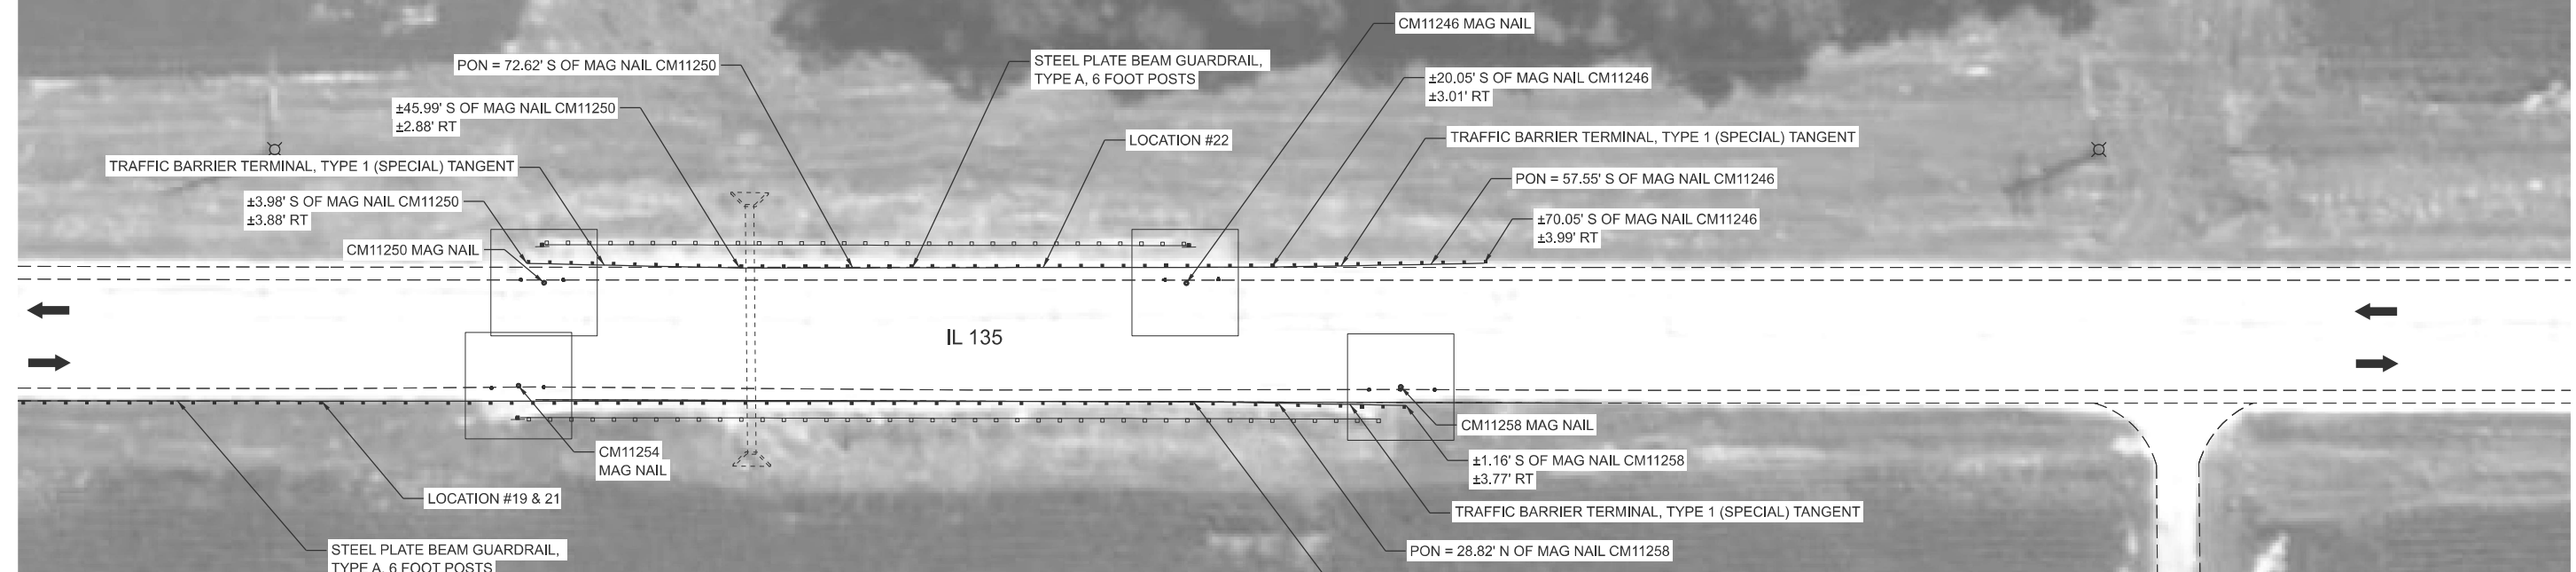 CM11246 MAG NAIL
PON = 72.62' S OF MAG NAIL CM11250
STEEL PLATE BEAM GUARDRAIL,
TYPE A, 6 FOOT POSTS
±20.05' S OF MAG NAIL CM11246
±3.01' RT
±45.99' S OF MAG NAIL CM11250
±2.88' RT
LOCATION #22
TRAFFIC BARRIER TERMINAL, TYPE 1 (SPECIAL) TANGENT
TRAFFIC BARRIER TERMINAL, TYPE 1 (SPECIAL) TANGENT
PON = 57.55' S OF MAG NAIL CM11246
±3.98' S OF MAG NAIL CM11250
±3.88' RT
±70.05' S OF MAG NAIL CM11246
±3.99' RT
CM11250 MAG NAIL
IL 135
CM11258 MAG NAIL
CM11254
MAG NAIL
±1.16' S OF MAG NAIL CM11258
±3.77' RT
LOCATION #19 & 21
TRAFFIC BARRIER TERMINAL, TYPE 1 (SPECIAL) TANGENT
STEEL PLATE BEAM GUARDRAIL,
TYPE A, 6 FOOT POSTS
PON = 28.82' N OF MAG NAIL CM11258